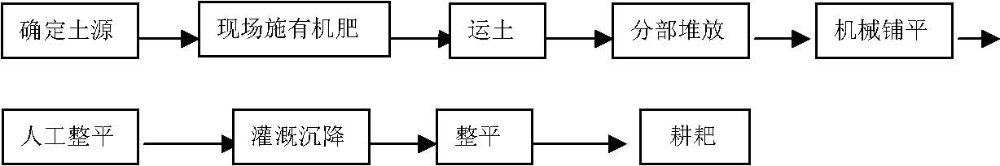 确定土源
现场施有机肥
运土
分部堆放
机械铺平
人工整平
灌溉沉降
整平
耕耙